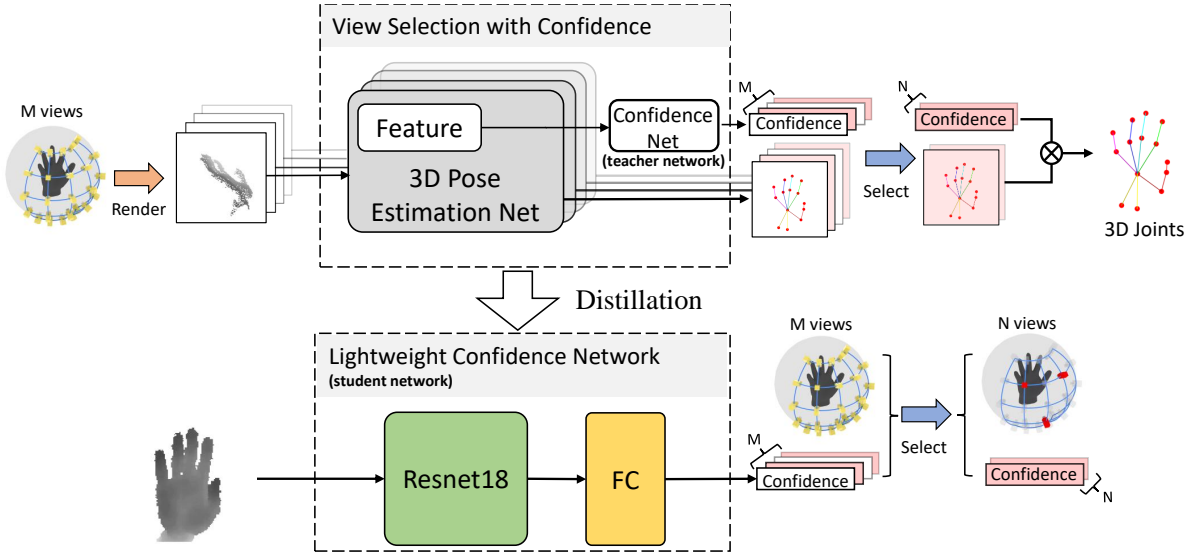 View Selection with Confidence
M views
Render
Feature
3D Pose
Estimation Net
Confidence
Net
(teacher network)
M
Confidence
Select
N
Confidence
3D Joints
Distillation
Lightweight Confidence Network
(student network)
Resnet18
FC
M views
M
Confidence
Select
N views
Confidence
N